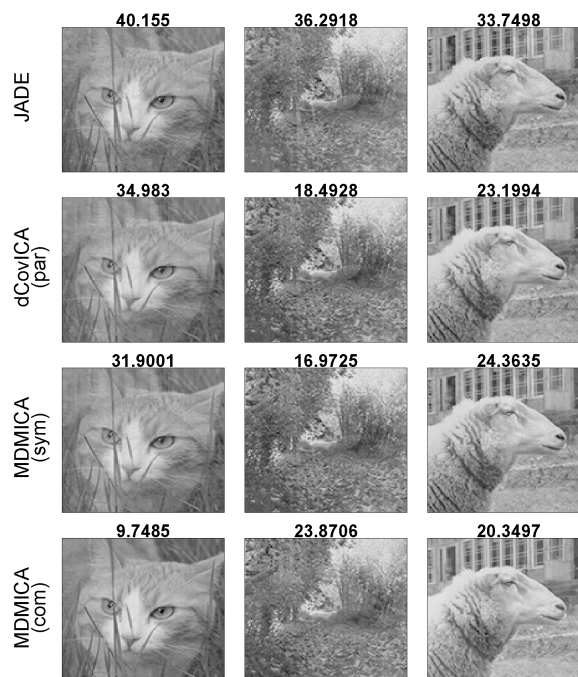 40.155 36.2918 33.7498
JADE
34.983 18.4928 23.1994
dCovICA
(par)
31.9001 16.9725 24.3635
MDMICA
(sym)
9.7485 23.8706 20.3497
MDMICA
(com)